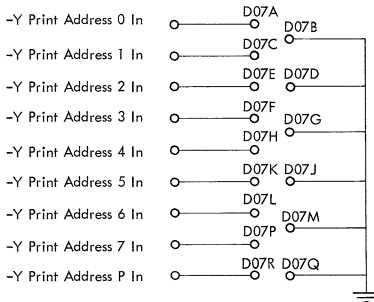 -Y Print Address 0 In D07A D07B
-Y Print Address 1 In D07C
-Y Print Address 2 In D07E D07D
-Y Print Address 3 In D07F
D07G
-Y Print Address 4 In D07H
-Y Print Address 5 In D07K D07J
-Y Print Address 6 In D07L
D07M
-Y Print Address 7 In D07P
-Y Print Address P In D07R D07Q